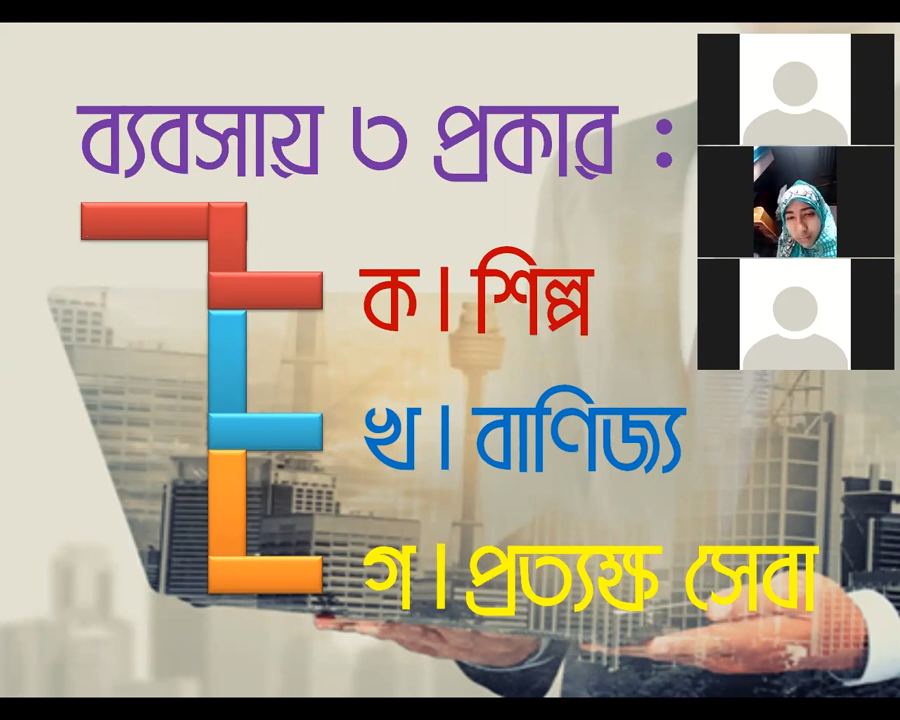 ব্যবসায় ৩ প্রকার :
ক । শিল্প
খ । বাণিজ্য
গ । প্রত্যক্ষ সেবা